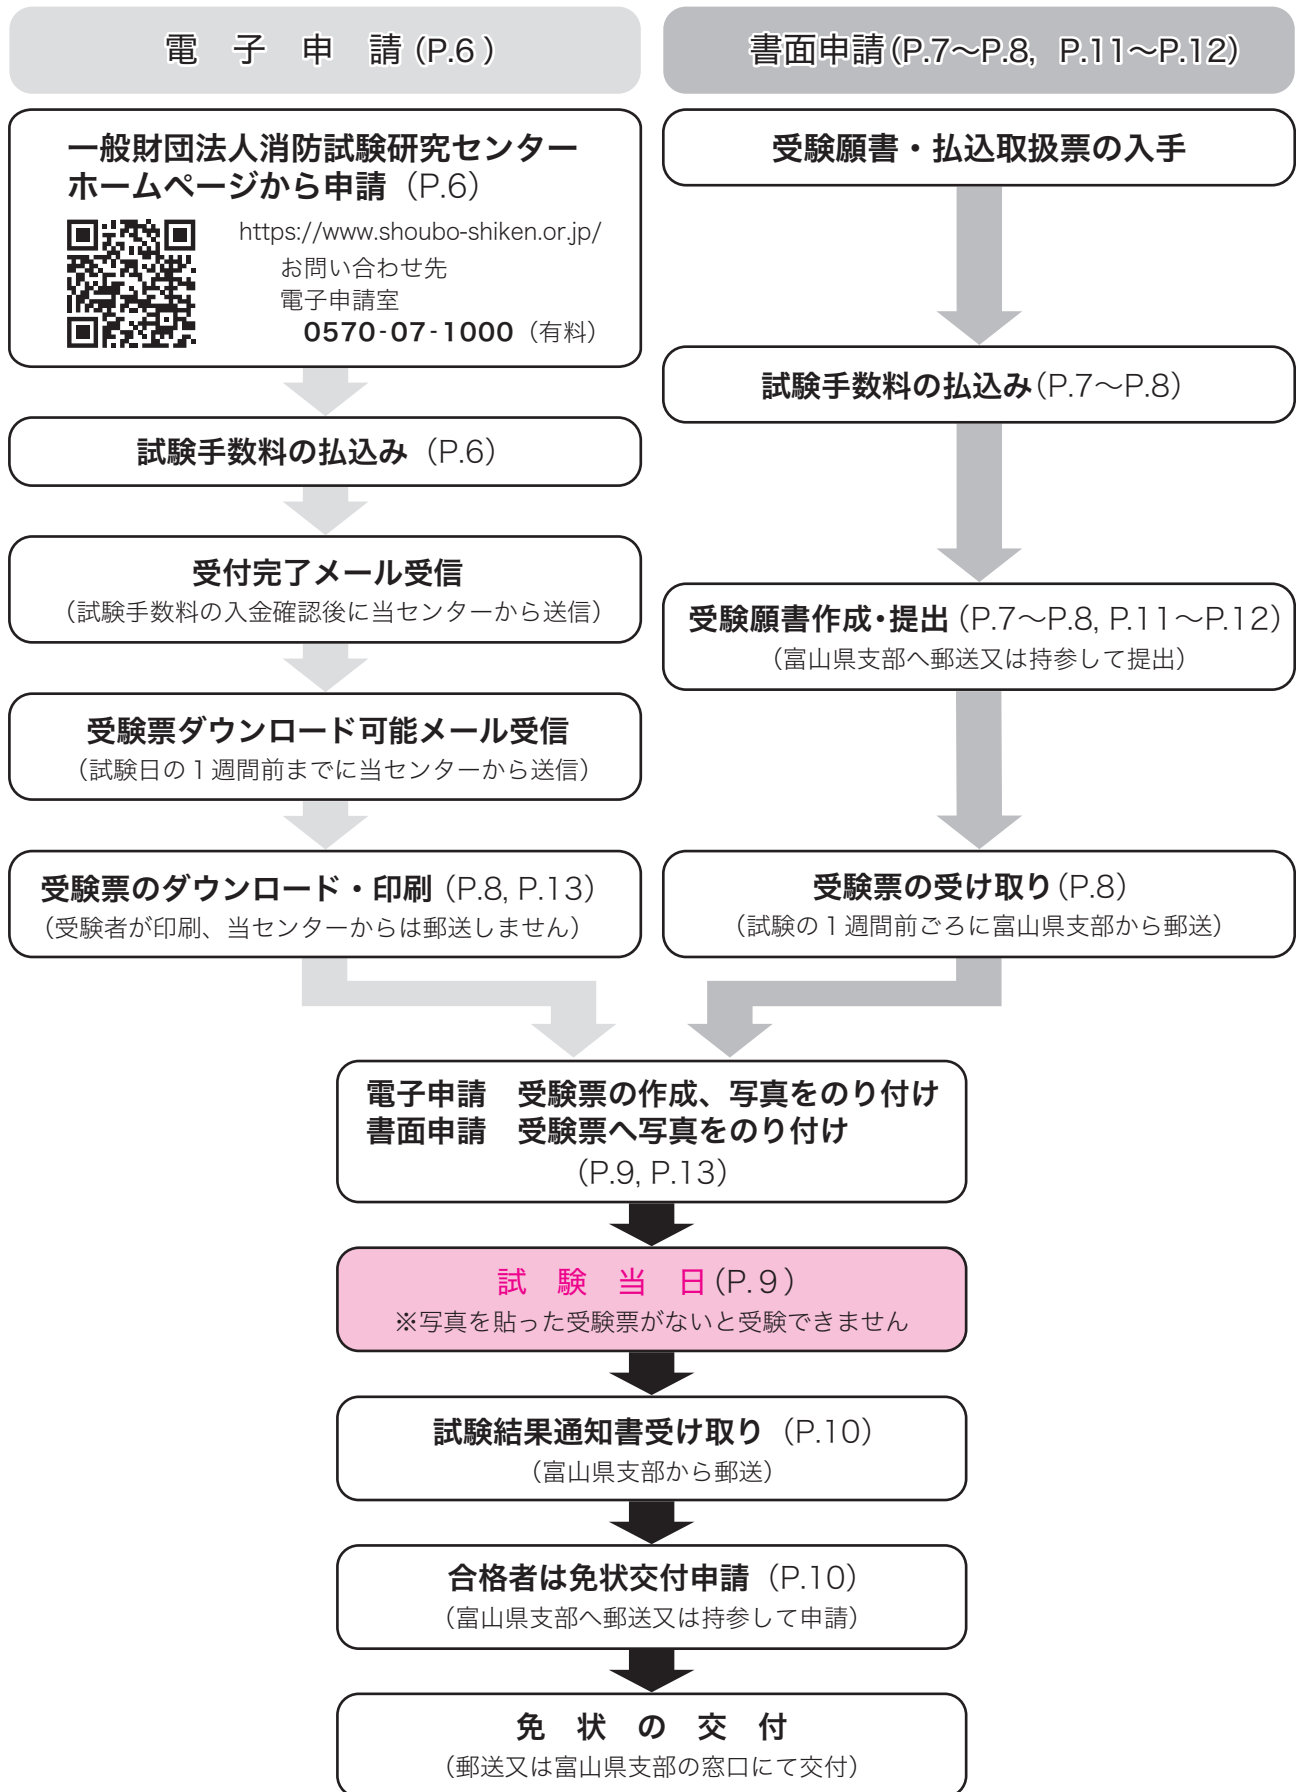 電子申請(P.6)
一般財団法人消防試験研究センター
ホームページから申請（P.6）
https://www.shoubo-shiken.or.jp/
お問い合わせ先
電子申請室
0570-07-1000（有料）
試験手数料の払込み（P.6）
受付完了メール受信
（試験手数料の入金確認後に当センターから送信）
受験票ダウンロード可能メール受信
（試験日の１週間前までに当センターから送信）
受験票のダウンロード・印刷（P.8, P.13）
（受験者が印刷、当センターからは郵送しません）
書面申請(P.7～P.8, P.11～P.12)
受験願書・払込取扱票の入手
試験手数料の払込み（P.7～P.8）
受験願書作成・提出（P.7～P.8, P.11～P.12）
（富山県支部へ郵送又は持参して提出）
受験票の受け取り（P.8）
（試験の１週間前ごろに富山県支部から郵送）
電子申請　受験票の作成、写真をのり付け
書面申請　受験票へ写真をのり付け
（P.9, P.13）
試験当日（P.9）
※写真を貼った受験票がないと受験できません
試験結果通知書受け取り（P.10）
（富山県支部から郵送）
合格者は免状交付申請（P.10）
（富山県支部へ郵送又は持参して申請）
免状の交付
（郵送又は富山県支部の窓口にて交付）